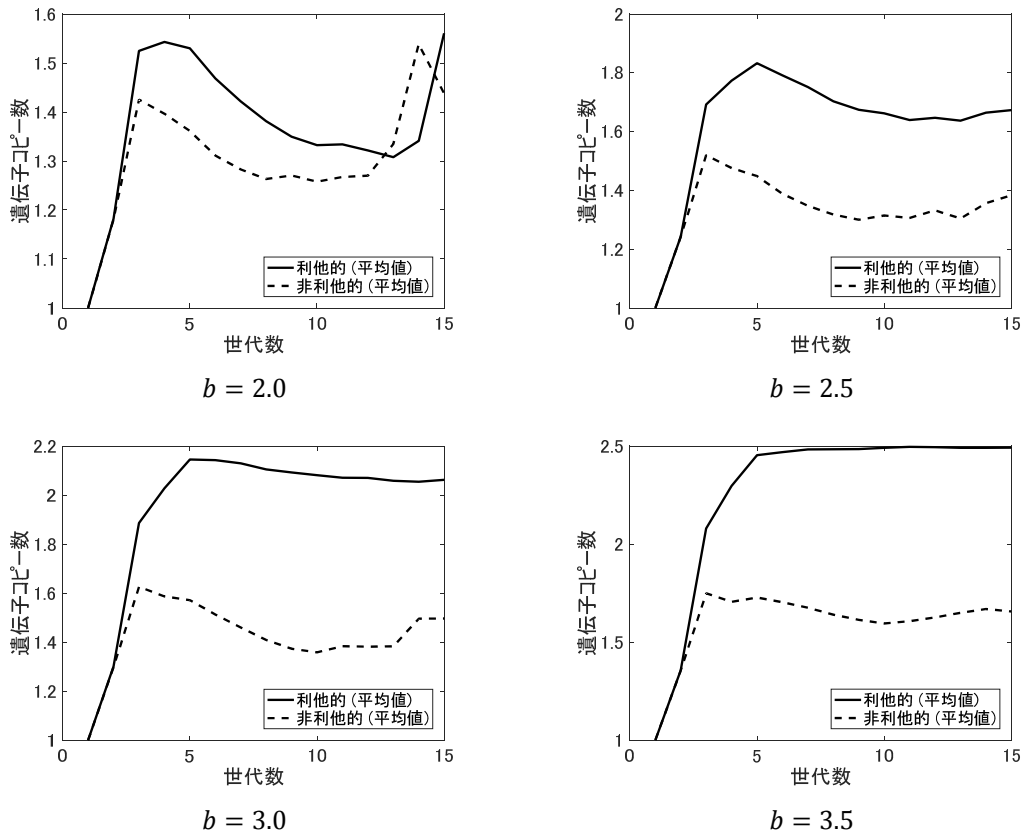 1.6
1.5
1.4
1.3
1.2
1.1
1
遺伝子コピー数
利他的 (平均値)
非利他的 (平均値)
0 5 10 15
世代数
b = 2.0
2
1.8
1.6
1.4
1.2
1
遺伝子コピー数
利他的 (平均値)
非利他的 (平均値)
0 5 10 15
世代数
b = 2.5
2.2
2
1.8
1.6
1.4
1.2
1
遺伝子コピー数
利他的 (平均値)
非利他的 (平均値)
0 5 10 15
世代数
b = 3.0
2.5
2
1.5
1
遺伝子コピー数
利他的 (平均値)
非利他的 (平均値)
0 5 10 15
世代数
b = 3.5